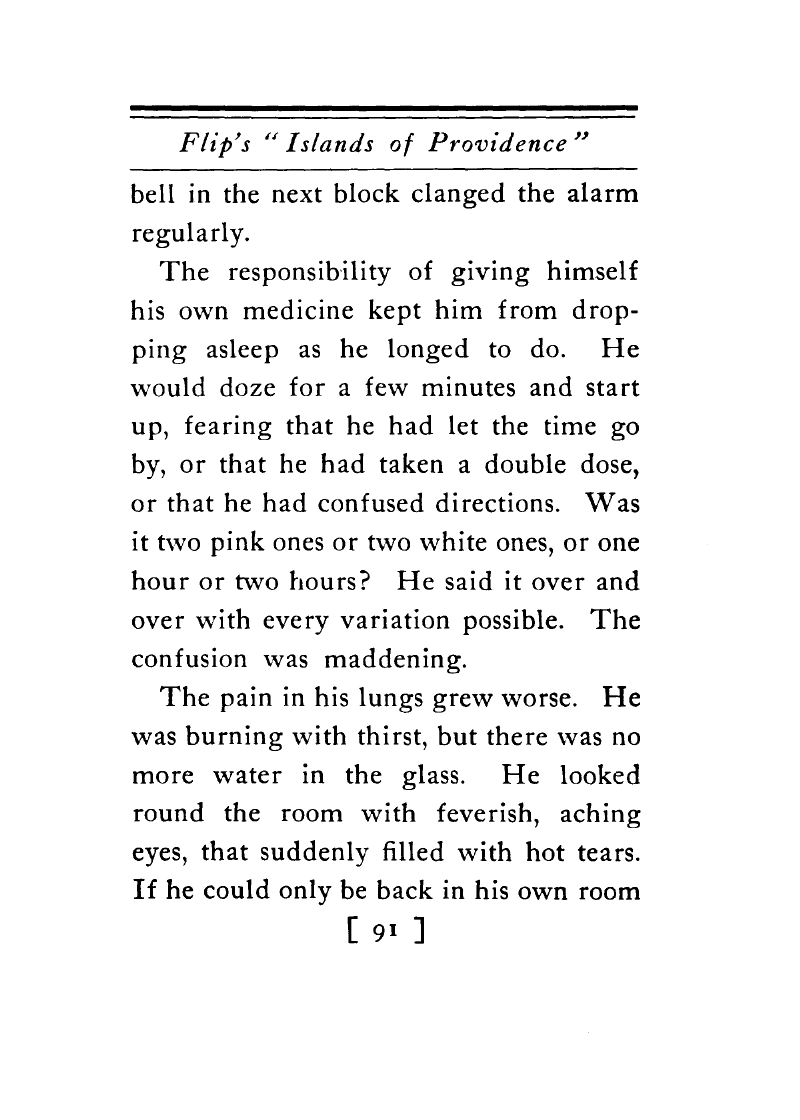 Flip's “Islands of Providence”
bell in the next block clanged the alarm
regularly.
The responsibility of giving himself
his own medicine kept him from drop-
ping asleep as he longed to do. He
would doze for a few minutes and start
up, fearing that he had let the time go
by, or that he had taken a double dose,
or that he had confused directions. Was
it two pink ones or two white ones, or one
hour or two hours? He said it over and
over with every variation possible. The
confusion was maddening.
The pain in his lungs grew worse. He
was burning with thirst, but there was no
more water in the glass. He looked
round the room with feverish, aching
eyes, that suddenly filled with hot tears.
If he could only be back in his own room
[ 91 ]